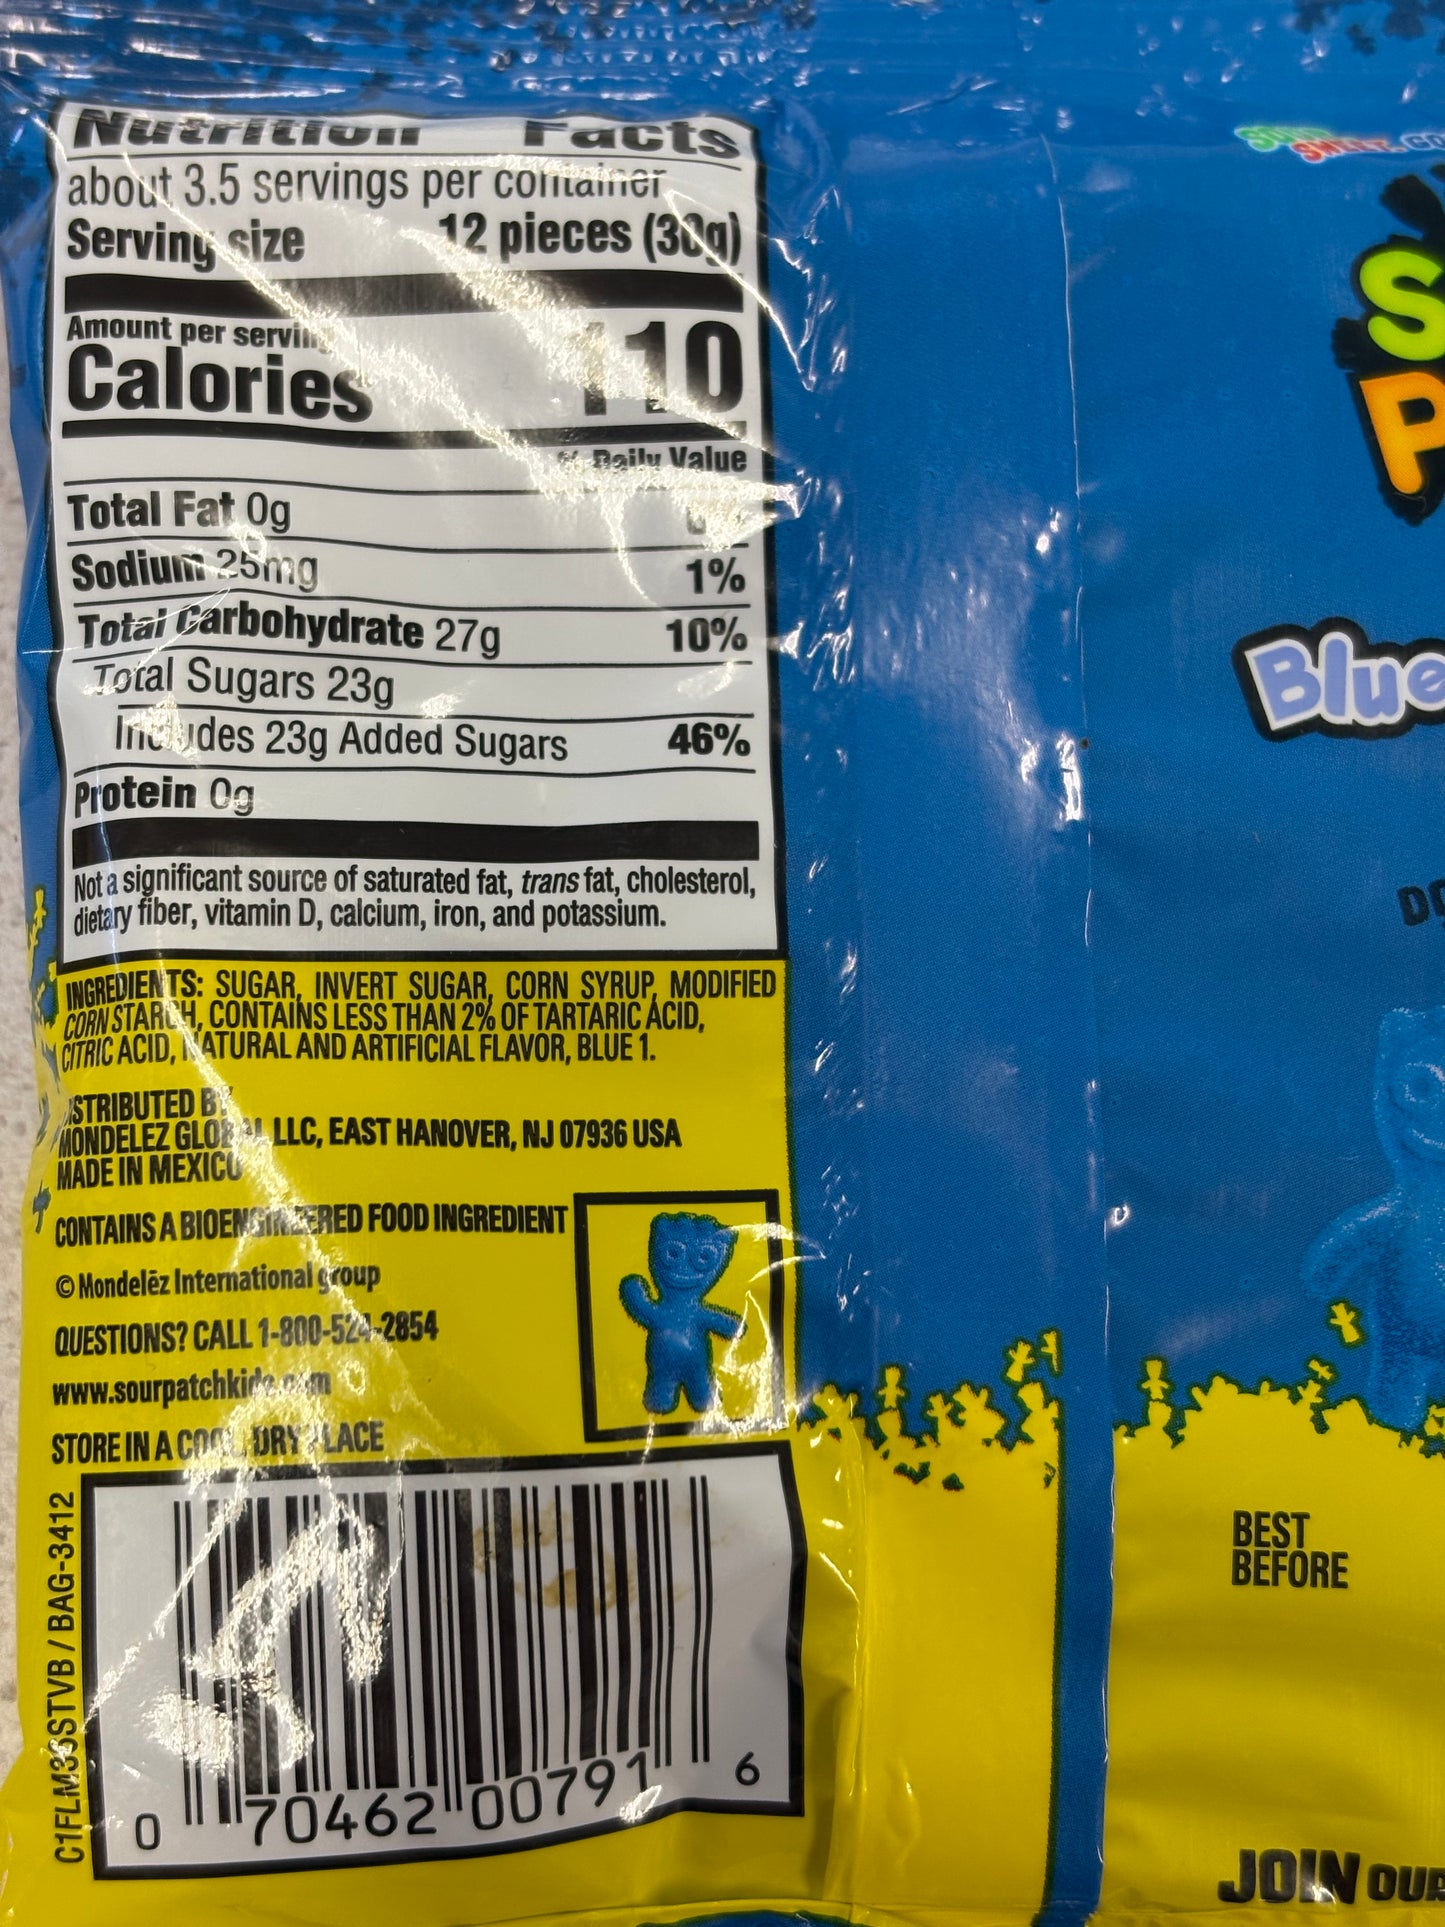 Nutrition Facts
about 3.5 servings per container
Serving size 12 pieces (30g)
Amount per serving
Calories 110
% Daily Value
Total Fat 0g 0%
Sodium 25mg 1%
Total Carbohydrate 27g 10%
Total Sugars 23g
Includes 23g Added Sugars 46%
Protein 0g
Not a significant source of saturated fat, trans fat, cholesterol,
dietary fiber, vitamin D, calcium, iron, and potassium.
INGREDIENTS: SUGAR, INVERT SUGAR, CORN SYRUP, MODIFIED
CORN STARCH, CONTAINS LESS THAN 2% OF TARTARIC ACID,
CITRIC ACID, NATURAL AND ARTIFICIAL FLAVOR, BLUE 1.
DISTRIBUTED BY
MONDELEZ GLOBAL LLC, EAST HANOVER, NJ 07936 USA
MADE IN MEXICO
CONTAINS A BIOENGINEERED FOOD INGREDIENT
© Mondelēz International group
QUESTIONS? CALL 1-800-524-2854
www.sourpatchkids.com
STORE IN A COOL, DRY PLACE
C1FLM36STVB / BAG-3412
0 70462 00791 6
S
P
Blue
BEST
BEFORE
JOIN OUR